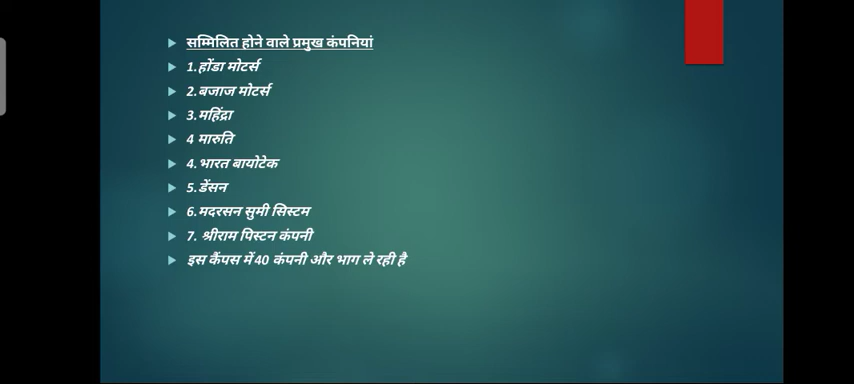 सम्मिलित होने वाले प्रमुख कंपनियां
1.होंडा मोटर्स
2.बजाज मोटर्स
3.महिंद्रा
4 मारुति
4.भारत बायोटेक
5.डेंसन
6.मदरसन सुमी सिस्टम
7. श्रीराम पिस्टन कंपनी
इस कैंपस में 40 कंपनी और भाग ले रही है